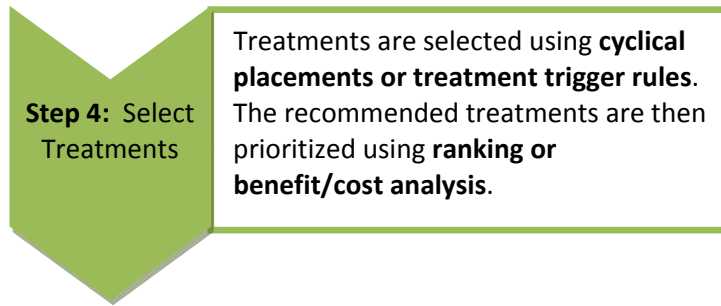 Step 4: Select
Treatments
Treatments are selected using cyclical
placements or treatment trigger rules.
The recommended treatments are then
prioritized using ranking or
benefit/cost analysis.